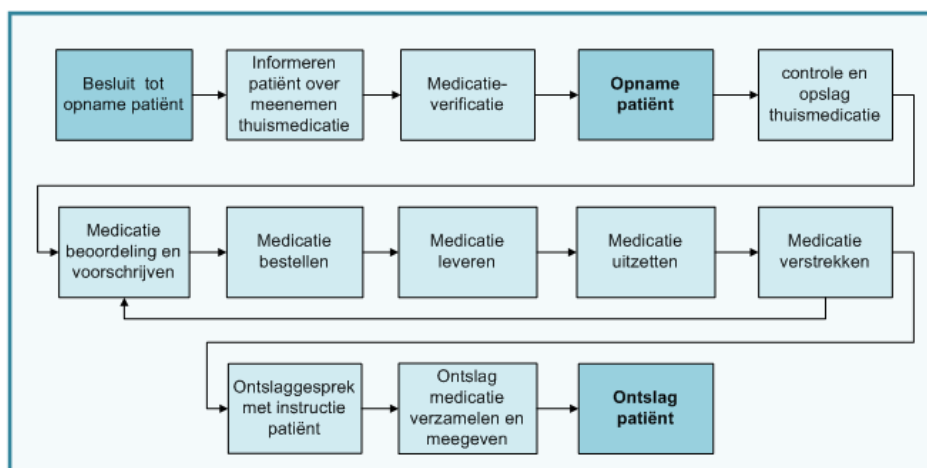 Besluit tot
opname patiënt
Informeren
patiënt over
meenemen
thuismedicatie
Medicatie-
verificatie
Opname
patiënt
controle en
opslag
thuismedicatie
Medicatie
beoordeling en
voorschrijven
Medicatie
bestellen
Medicatie
leveren
Medicatie
uitzetten
Medicatie
verstrekken
Ontslaggesprek
met instructie
patiënt
Ontslag
medicatie
verzamelen en
meegeven
Ontslag
patiënt